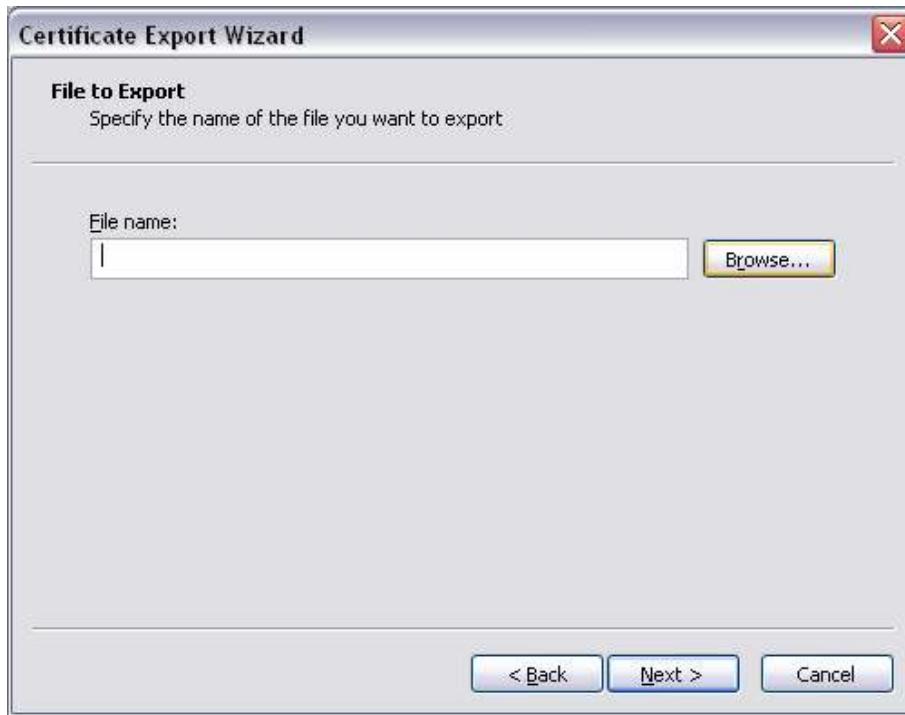 Certificate Export Wizard
File to Export
Specify the name of the file you want to export
File name:
Browse...
< Back
Next >
Cancel